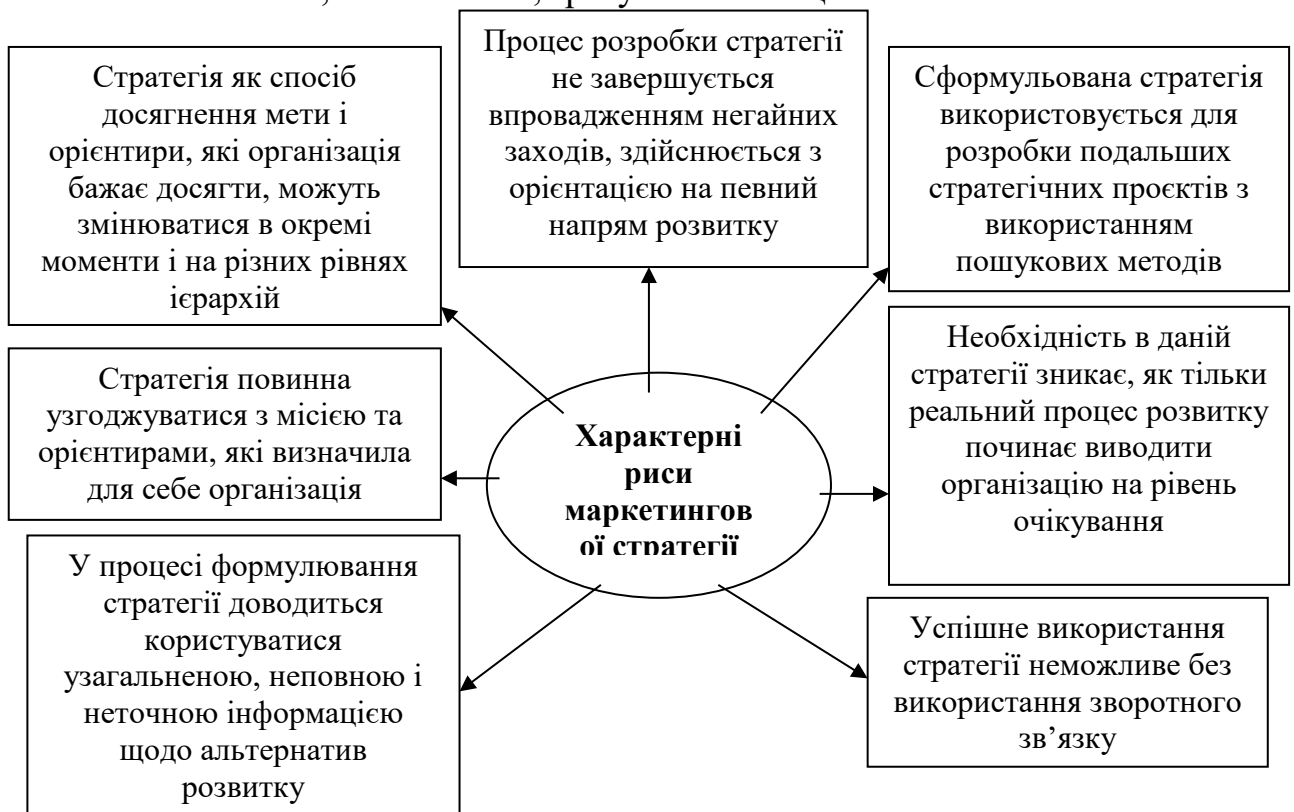 Стратегія як спосіб
досягнення мети і
орієнтири, які організація
бажає досягти, можуть
змінюватися в окремі
моменти і на різних рівнях
ієрархій
Процес розробки стратегії
не завершується
впровадженням негайних
заходів, здійснюється з
орієнтацією на певний
напрям розвитку
Сформульована стратегія
використовується для
розробки подальших
стратегічних проєктів з
використанням
пошукових методів
Стратегія повинна
узгоджуватися з місією та
орієнтирами, які визначила
для себе організація
Характерні
риси
маркетингов
ої стратегії
Необхідність в даній
стратегії зникає, як тільки
реальний процес розвитку
починає виводити
організацію на рівень
очікування
У процесі формулювання
стратегії доводиться
користуватися
узагальненою, неповною і
неточною інформацією
щодо альтернатив
розвитку
Успішне використання
стратегії неможливе без
використання зворотного
зв’язку